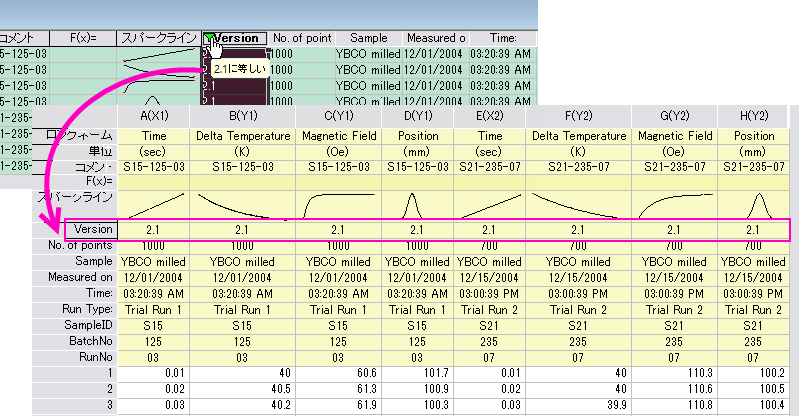 コメント F(x)= スパークライン Version No. of point Sample Measured o Time:
5-125-03 1000 YBCO milled 12/01/2004 03:20:39 AM
5-125-03 2.1に等しい 1000 YBCO milled 12/01/2004 03:20:39 AM
5-125-03 2.1 1000 YBCO milled 12/01/2004 03:20:39 AM
5-125-03 2.1 1000 YBCO milled 12/01/2004 03:20:39 AM
1-235-
1-235-
1-235-
1-235-
A(X1) B(Y1) C(Y1) D(Y1) E(X2) F(Y2) G(Y2) H(Y2)
ロングネーム Time Delta Temperature Magnetic Field Position Time Delta Temperature Magnetic Field Position
単位 (sec) (K) (Oe) (mm) (sec) (K) (Oe) (mm)
コメント S15-125-03 S15-125-03 S15-125-03 S15-125-03 S21-235-07 S21-235-07 S21-235-07 S21-235-07
F(x)=
スパークライン
Version 2.1 2.1 2.1 2.1 2.1 2.1 2.1 2.1
No. of points 1000 1000 1000 1000 700 700 700 700
Sample YBCO milled YBCO milled YBCO milled YBCO milled YBCO milled YBCO milled YBCO milled YBCO milled
Measured on 12/01/2004 12/01/2004 12/01/2004 12/01/2004 12/15/2004 12/15/2004 12/15/2004 12/15/2004
Time: 03:20:39 AM 03:20:39 AM 03:20:39 AM 03:20:39 AM 03:00:39 PM 03:00:39 PM 03:00:39 PM 03:00:39 PM
Run Type: Trial Run 1 Trial Run 1 Trial Run 1 Trial Run 1 Trial Run 2 Trial Run 2 Trial Run 2 Trial Run 2
SampleID S15 S15 S15 S15 S21 S21 S21 S21
BatchNo 125 125 125 125 235 235 235 235
RunNo 03 03 03 03 07 07 07 07
1 0.01 40 60.6 101.7 0.01 40 110.3 100.2
2 0.02 40.5 61.3 100.9 0.02 40 110.6 100.5
3 0.03 40.2 61.9 100.3 0.03 39.9 110.8 100.4